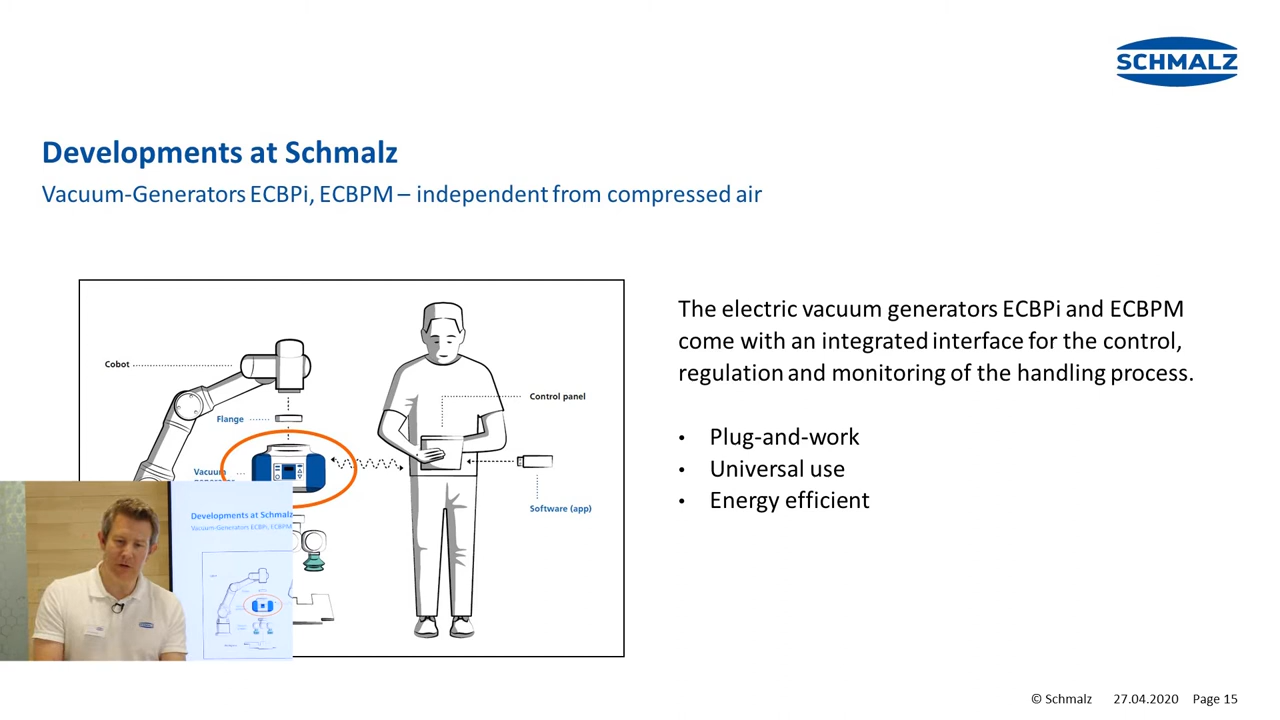 SCHMALZ
Developments at Schmalz
Vacuum-Generators ECBPi, ECBPM – independent from compressed air
Cobot
Flange
Vacuum
Control panel
Software (app)
The electric vacuum generators ECBPi and ECBPM
come with an integrated interface for the control,
regulation and monitoring of the handling process.
• Plug-and-work
• Universal use
• Energy efficient
Developments at Schmalz
Vacuum-Generators ECBPi, ECBPM
© Schmalz 27.04.2020 Page 15